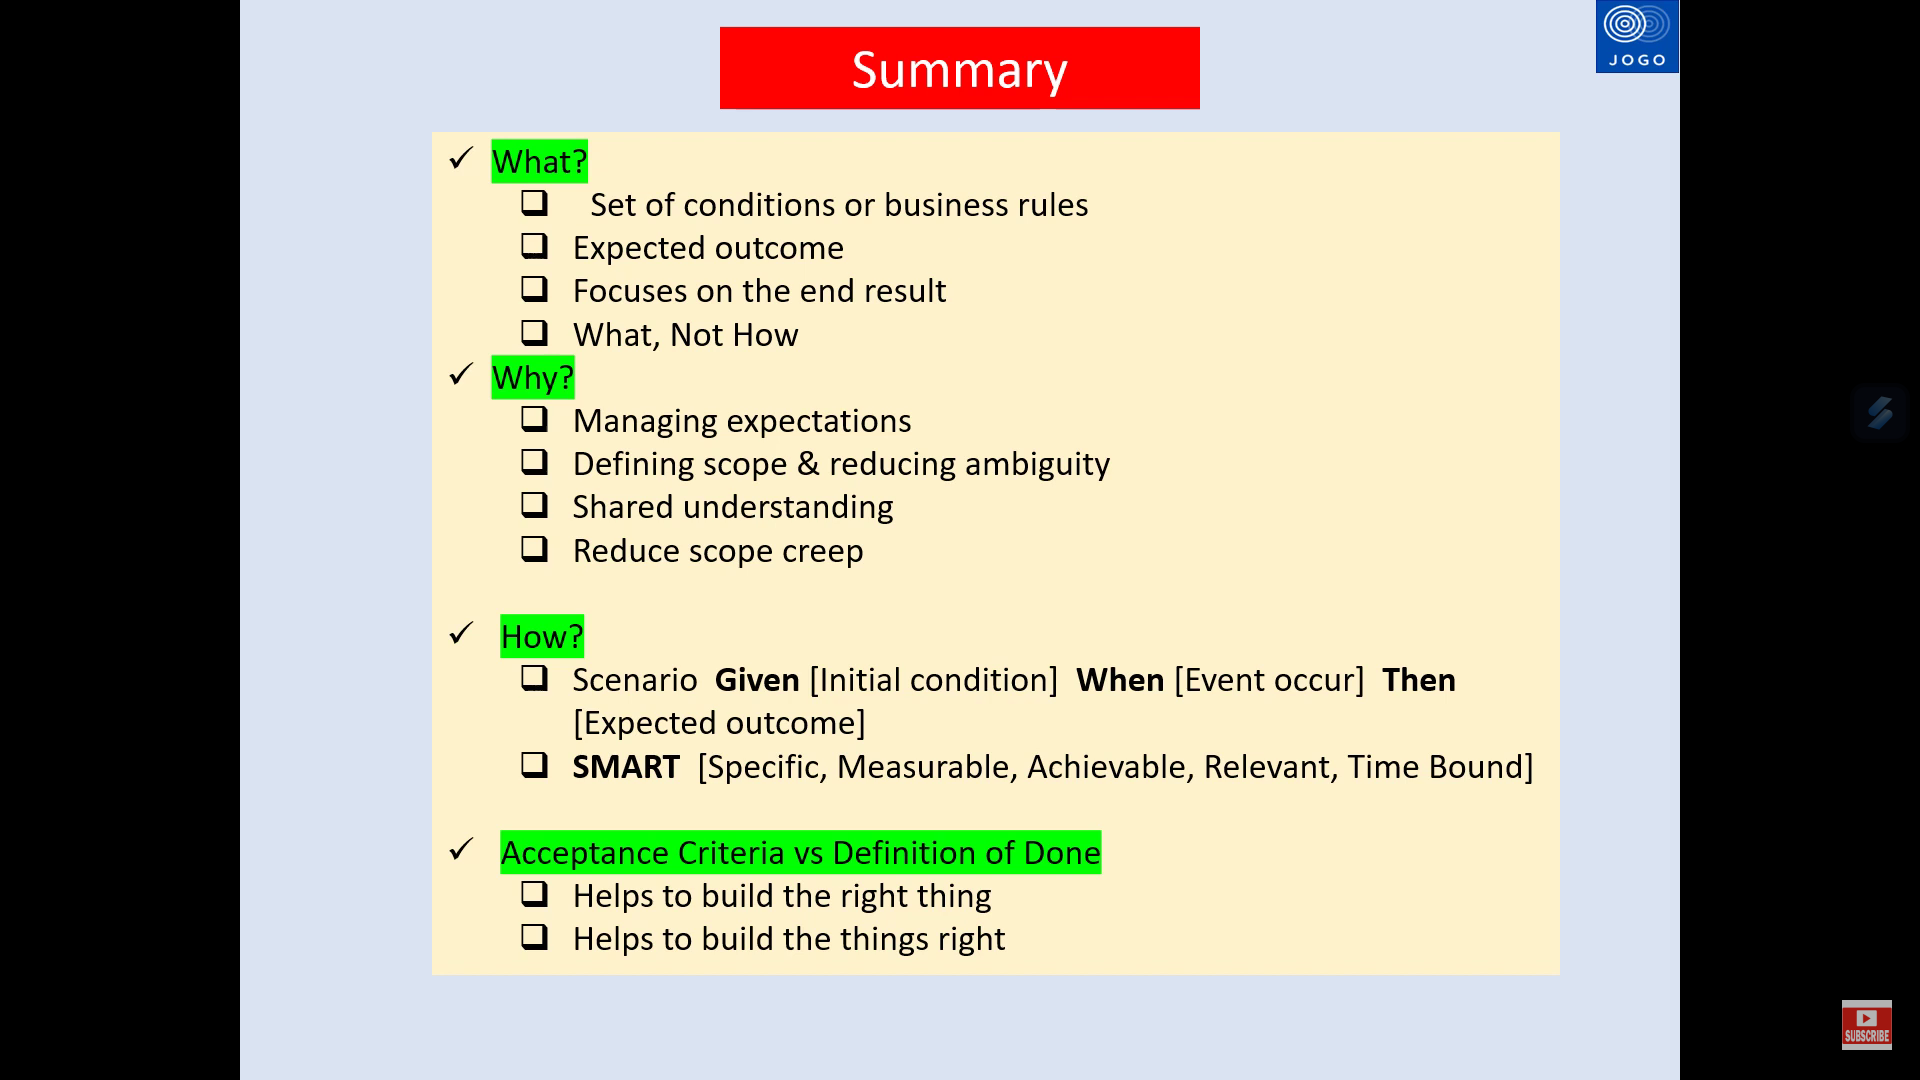 Summary
JOGO
✓ What?
❑ Set of conditions or business rules
❑ Expected outcome
❑ Focuses on the end result
❑ What, Not How
✓ Why?
❑ Managing expectations
❑ Defining scope & reducing ambiguity
❑ Shared understanding
❑ Reduce scope creep
✓ How?
❑ Scenario Given [Initial condition] When [Event occur] Then
[Expected outcome]
❑ SMART [Specific, Measurable, Achievable, Relevant, Time Bound]
✓ Acceptance Criteria vs Definition of Done
❑ Helps to build the right thing
❑ Helps to build the things right
SUBSCRIBE